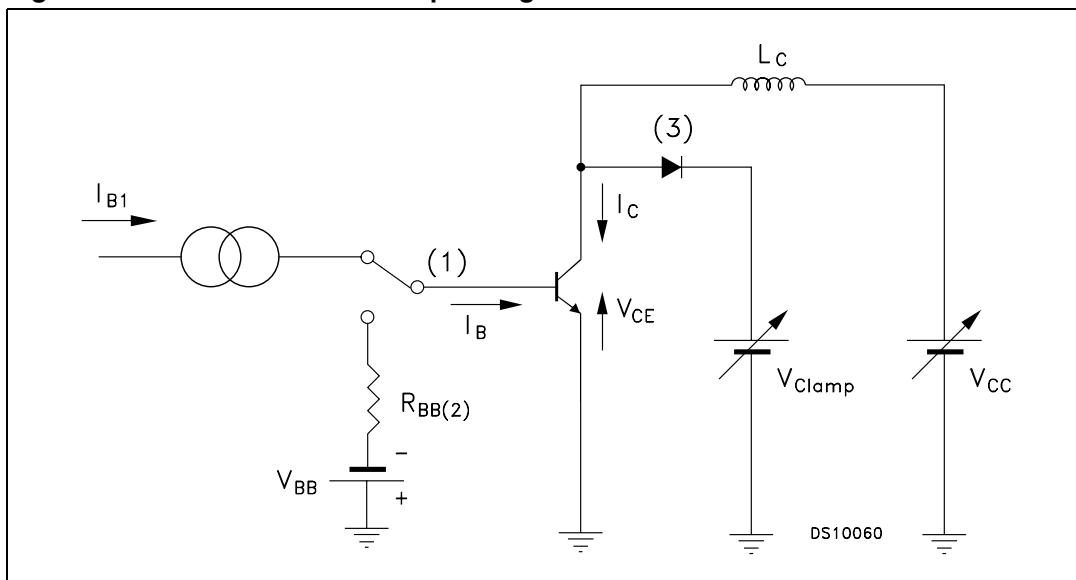 L_C
(3)
I_B1
I_C
(1)
I_B
V_CE
V_Clamp
V_CC
R_BB(2)
V_BB
-
+
DS10060